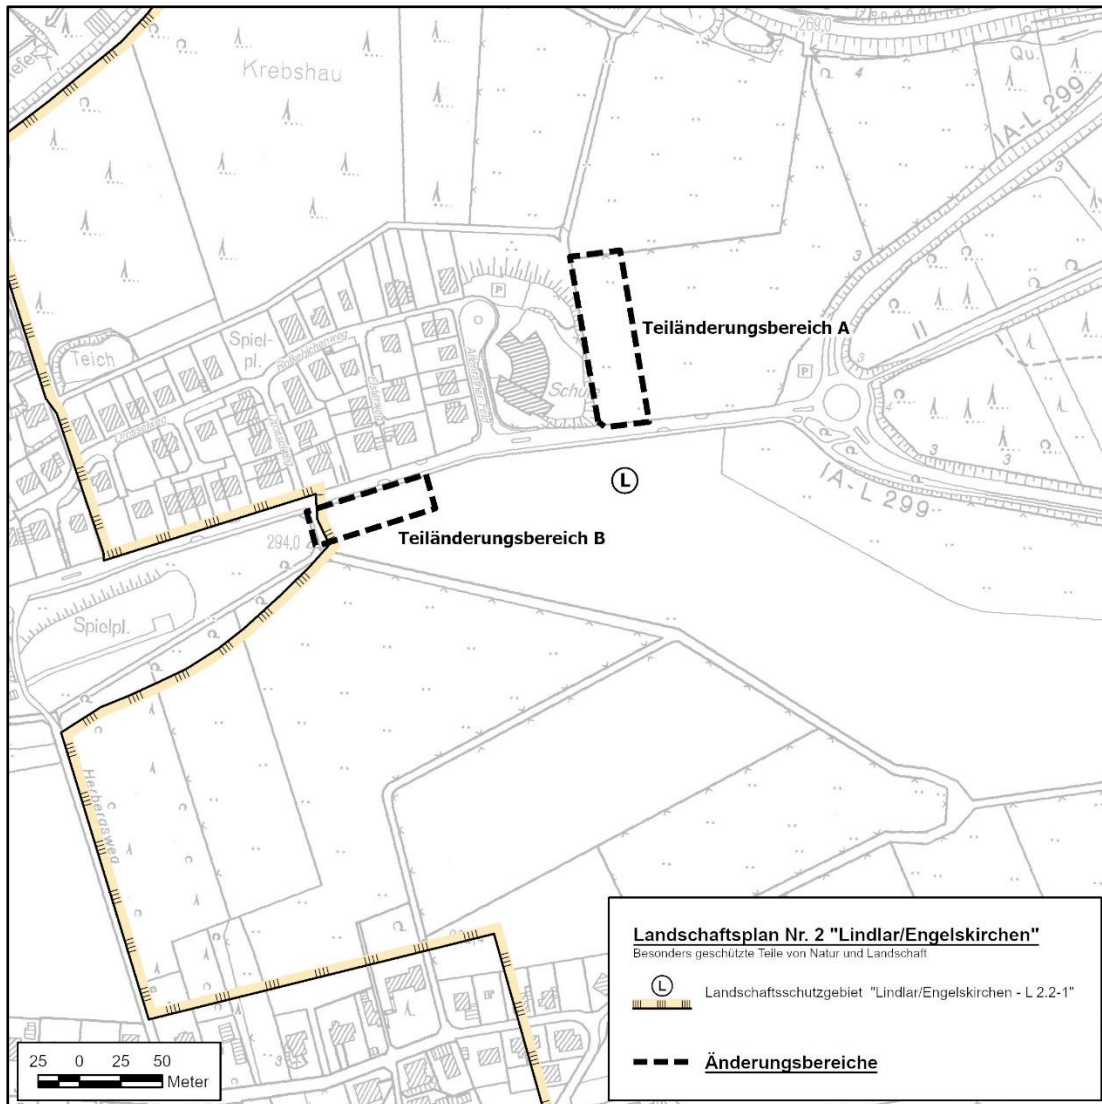 269.0
Krebshau
Qu.
IA-L 299
Teich
Spiel-
pl.
P
Teiländerungsbereich A
P
Schule
L
IA-L 299
294.0
Teiländerungsbereich B
Spielpl.
Landschaftsplan Nr. 2 "Lindlar/Engelskirchen"
Besonders geschützte Teile von Natur und Landschaft
L
Landschaftsschutzgebiet "Lindlar/Engelskirchen - L 2.2-1"
Änderungsbereiche
25 0 25 50
Meter